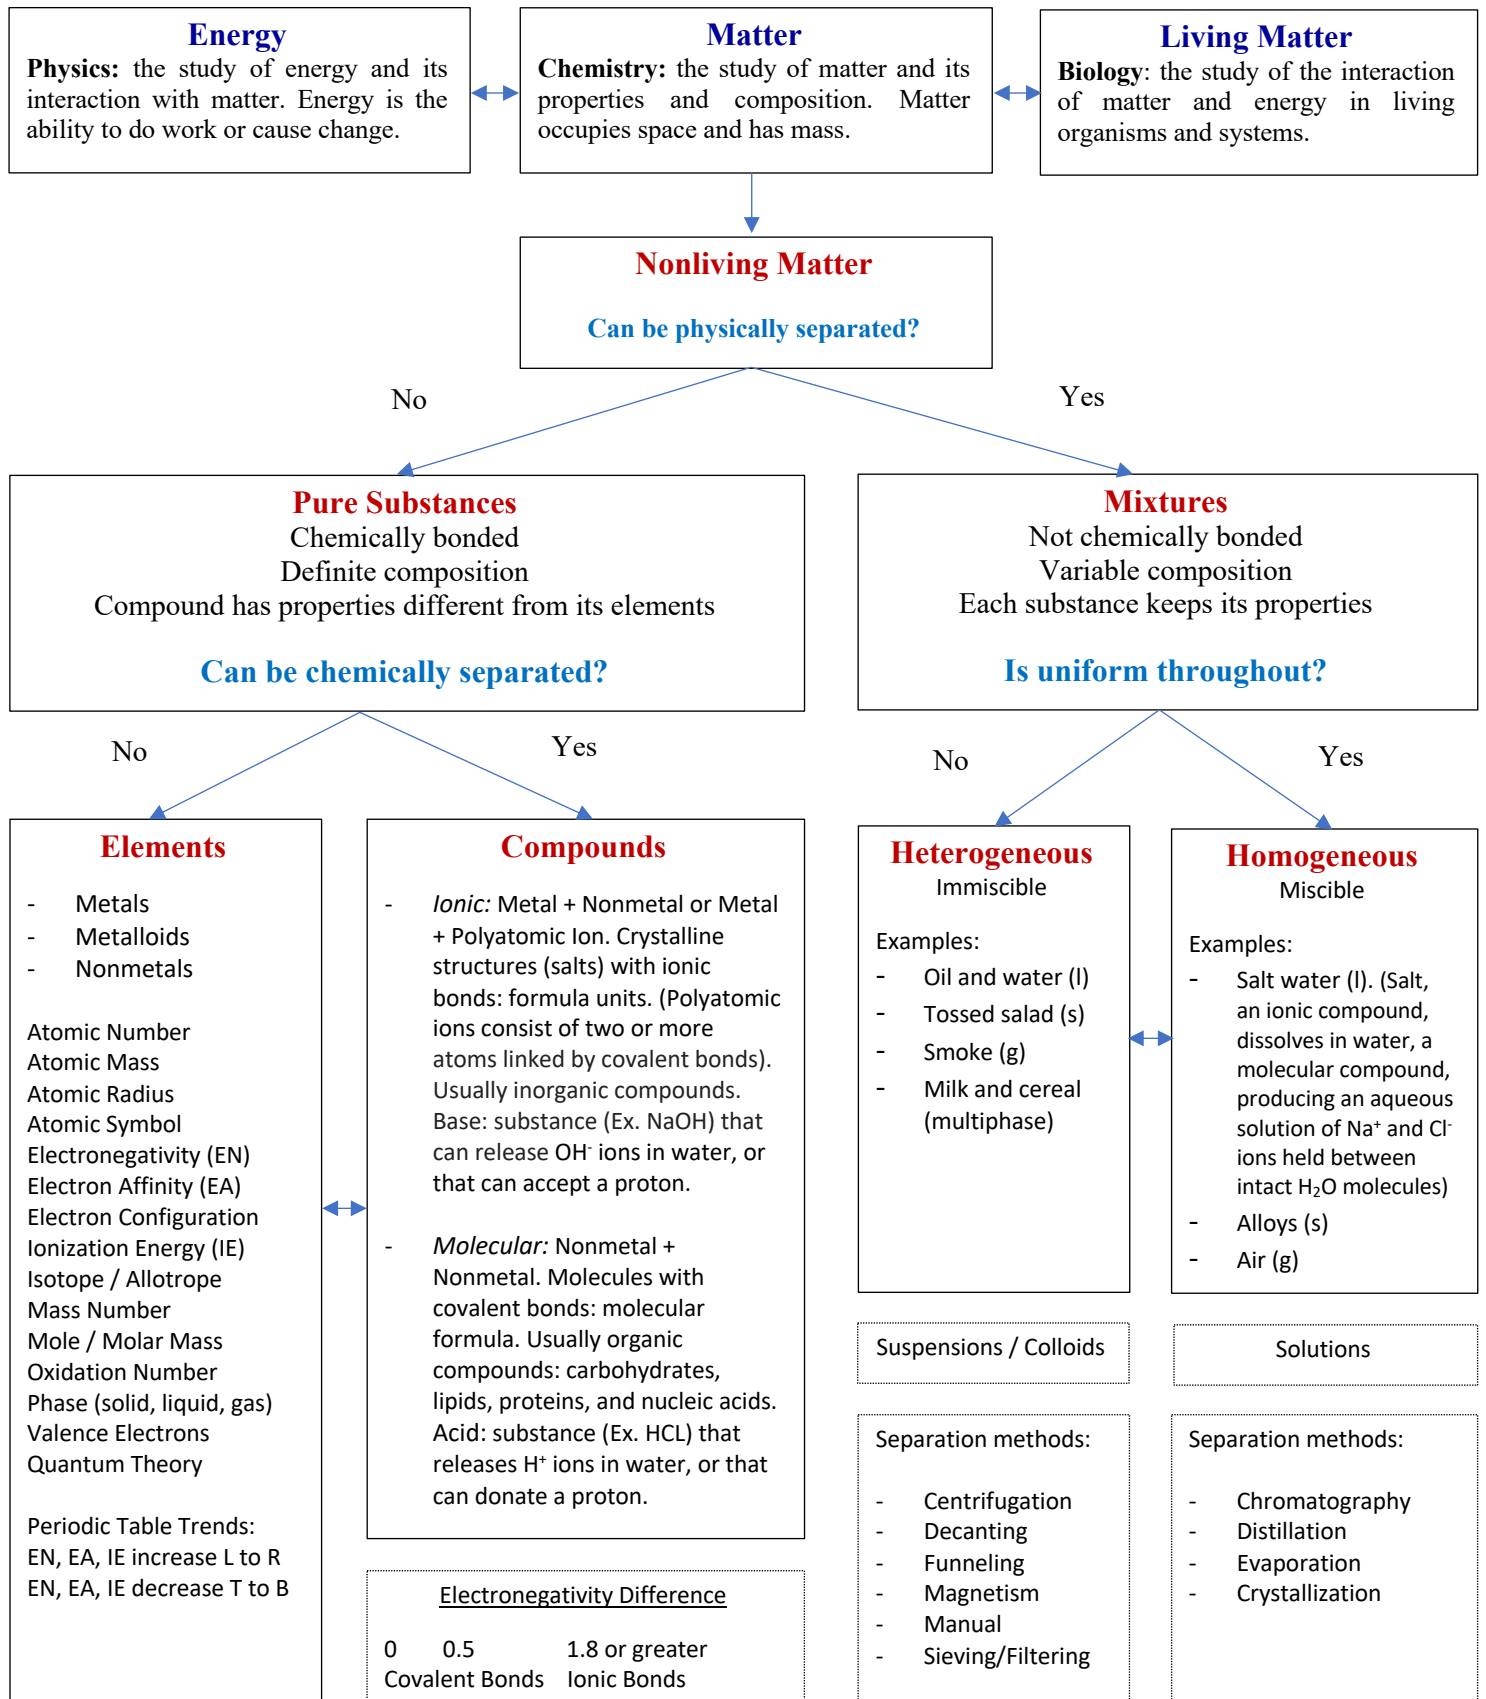 Energy
Physics: the study of energy and its
interaction with matter. Energy is the
ability to do work or cause change.
Matter
Chemistry: the study of matter and its
properties and composition. Matter
occupies space and has mass.
Living Matter
Biology: the study of the interaction
of matter and energy in living
organisms and systems.
Nonliving Matter
Can be physically separated?
No
Yes
Pure Substances
Chemically bonded
Definite composition
Compound has properties different from its elements
Can be chemically separated?
Mixtures
Not chemically bonded
Variable composition
Each substance keeps its properties
Is uniform throughout?
No
Yes
No
Yes
Elements
- Metals
- Metalloids
- Nonmetals
Atomic Number
Atomic Mass
Atomic Radius
Atomic Symbol
Electronegativity (EN)
Electron Affinity (EA)
Electron Configuration
Ionization Energy (IE)
Isotope / Allotrope
Mass Number
Mole / Molar Mass
Oxidation Number
Phase (solid, liquid, gas)
Valence Electrons
Quantum Theory
Periodic Table Trends:
EN, EA, IE increase L to R
EN, EA, IE decrease T to B
Compounds
- Ionic: Metal + Nonmetal or Metal
+ Polyatomic Ion. Crystalline
structures (salts) with ionic
bonds: formula units. (Polyatomic
ions consist of two or more
atoms linked by covalent bonds).
Usually inorganic compounds.
Base: substance (Ex. NaOH) that
can release OH⁻ ions in water, or
that can accept a proton.
- Molecular: Nonmetal +
Nonmetal. Molecules with
covalent bonds: molecular
formula. Usually organic
compounds: carbohydrates,
lipids, proteins, and nucleic acids.
Acid: substance (Ex. HCL) that
releases H⁺ ions in water, or that
can donate a proton.
Electronegativity Difference
0 0.5 1.8 or greater
Covalent Bonds Ionic Bonds
Heterogeneous
Immiscible
Examples:
- Oil and water (l)
- Tossed salad (s)
- Smoke (g)
- Milk and cereal
(multiphase)
Suspensions / Colloids
Separation methods:
- Centrifugation
- Decanting
- Funneling
- Magnetism
- Manual
- Sieving/Filtering
Homogeneous
Miscible
Examples:
- Salt water (l). (Salt,
an ionic compound,
dissolves in water, a
molecular compound,
producing an aqueous
solution of Na⁺ and Cl⁻
ions held between
intact H₂O molecules)
- Alloys (s)
- Air (g)
Solutions
Separation methods:
- Chromatography
- Distillation
- Evaporation
- Crystallization